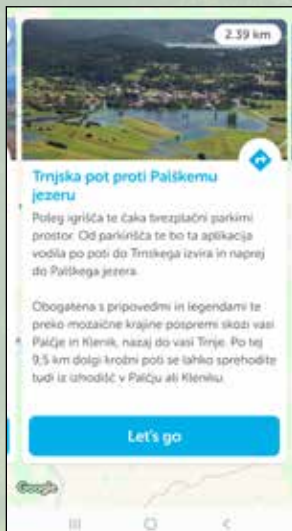 2.39 km
Trnjska pot proti Palškemu
jezeru
Poleg igrišča te čaka brezplačni parkirni
prostor. Od parkirišča te bo ta aplikacija
vodila po poti do Trnskega izvira in naprej
do Palškega jezera.
Obogatena s pripovedmi in legendami te
preko mozaične krajine pospremi skozi vasi
Palčje in Klenik, nazaj do vasi Trnje. Po tej
9,5 km dolgi krožni poti se lahko sprehodite
tudi iz izhodišč v Palčju ali Kleniku.
Let's go
Google